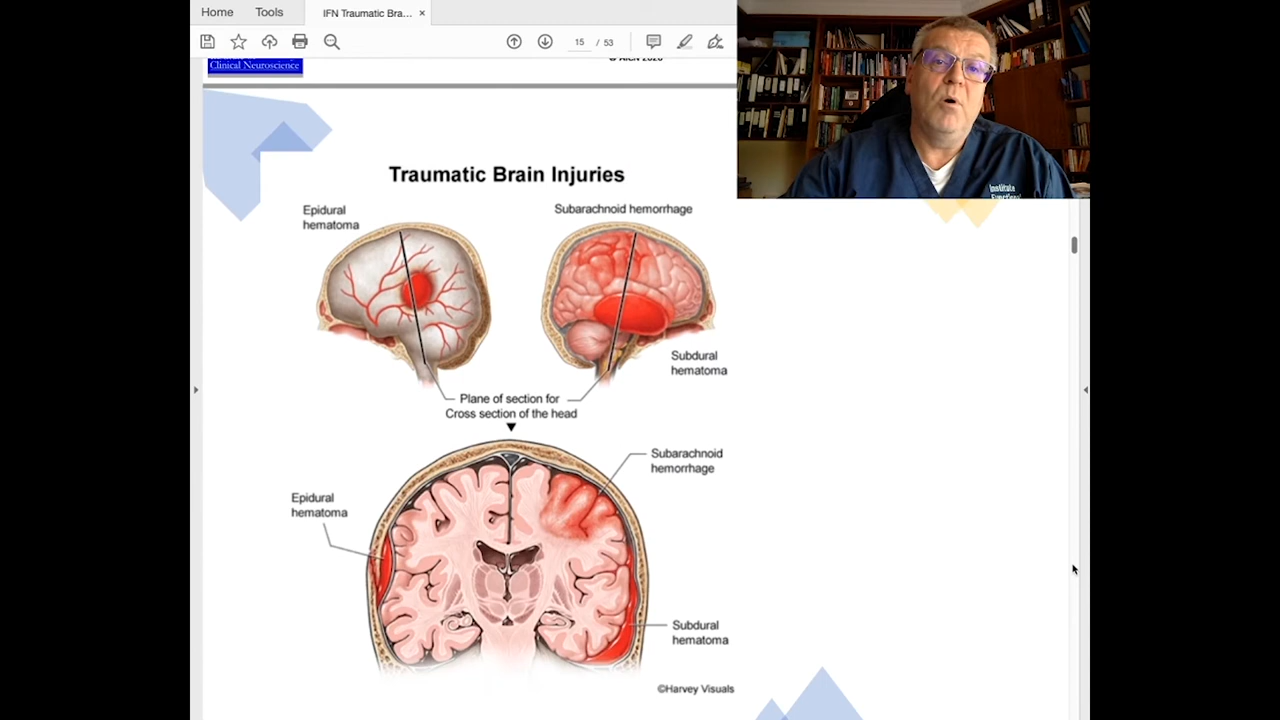 Home
Tools
IFN Traumatic Bra... ×
15 / 53
Clinical Neuroscience
Traumatic Brain Injuries
Epidural
hematoma
Subarachnoid hemorrhage
Subdural
hematoma
Plane of section for
Cross section of the head
Subarachnoid
hemorrhage
Epidural
hematoma
Subdural
hematoma
©Harvey Visuals
Institute